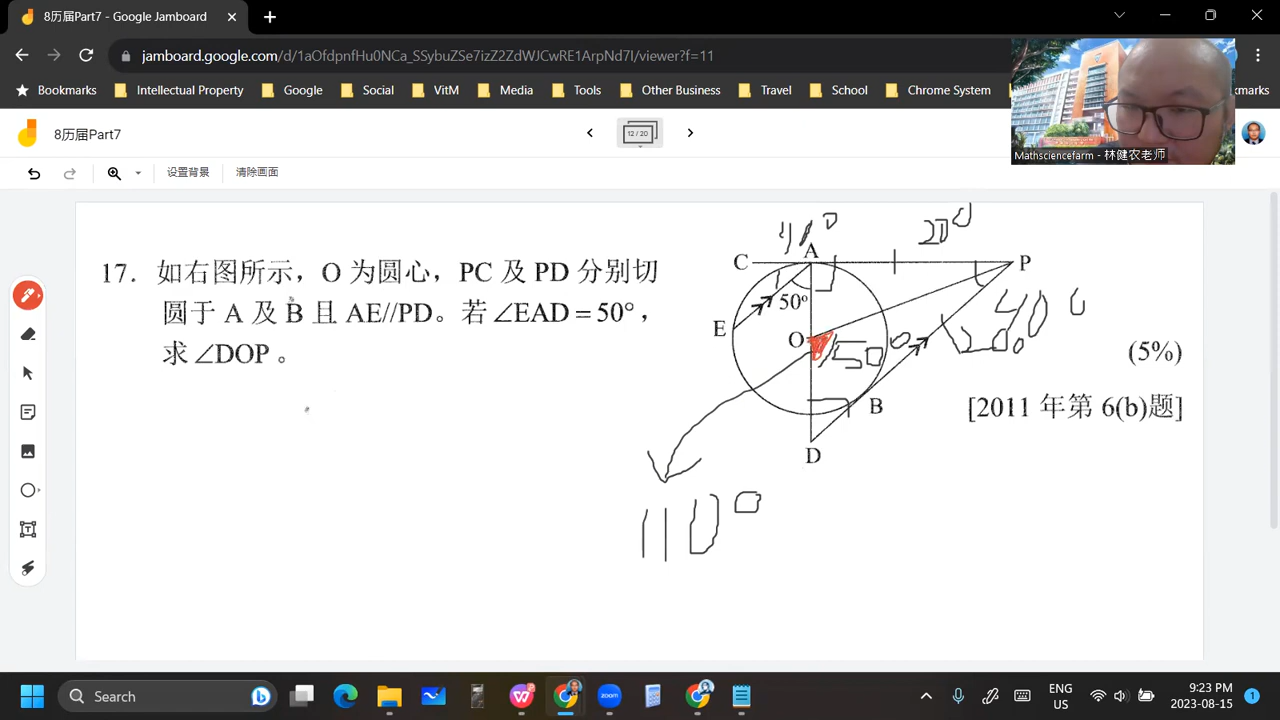 8历届Part7 - Google Jamboard
jamboard.google.com/d/
/viewer?f=11
Bookmarks Intellectual Property Google Social VitM Media Tools Other Business Travel School Chrome System
Mathsciencefarm - 林健农老师
8历届Part7
12 / 20
设置背景 清除画面
17. 如右图所示，O 为圆心，PC 及 PD 分别切
圆于 A 及 B 且 AE//PD。若 ∠EAD = 50°，
求 ∠DOP 。
(5%)
[2011 年第 6(b)题]
20°
C A P
50°
40°
E
O
50°
B
D
110°
Search
ENG
US
9:23 PM
2023-08-15
1